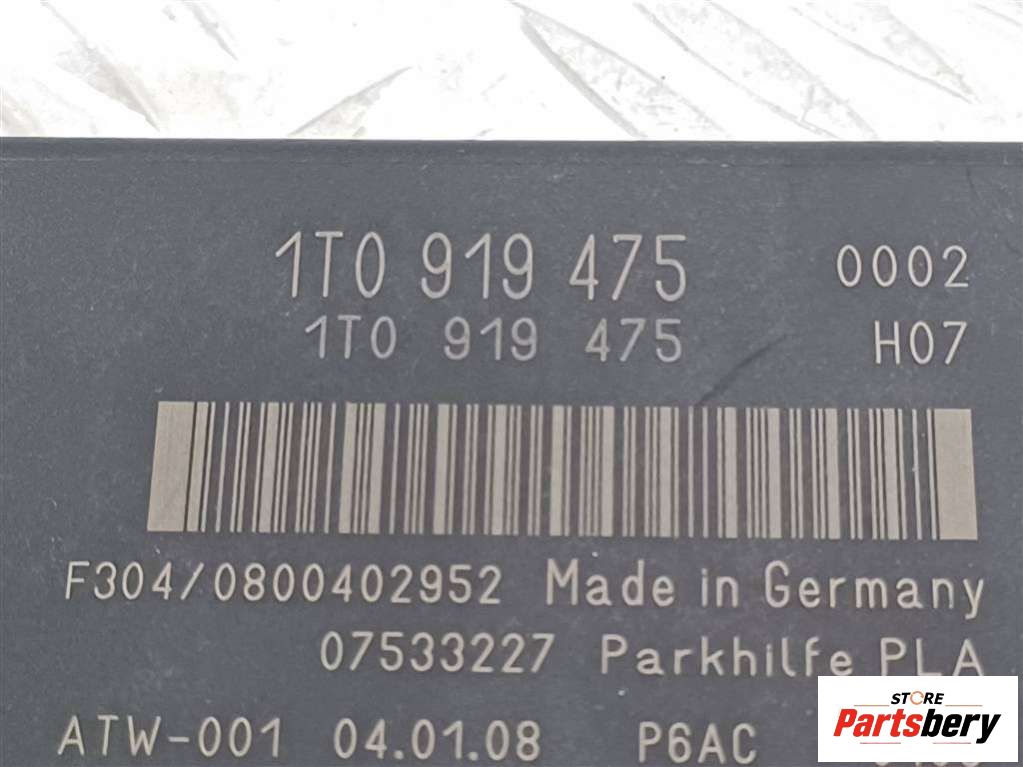 1T0 919 475 0002
1T0 919 475 H07
F304/0800402952 Made in Germany
07533227 Parkhilfe PLA
ATW-001 04.01.08 P6AC
STORE
Partsbery